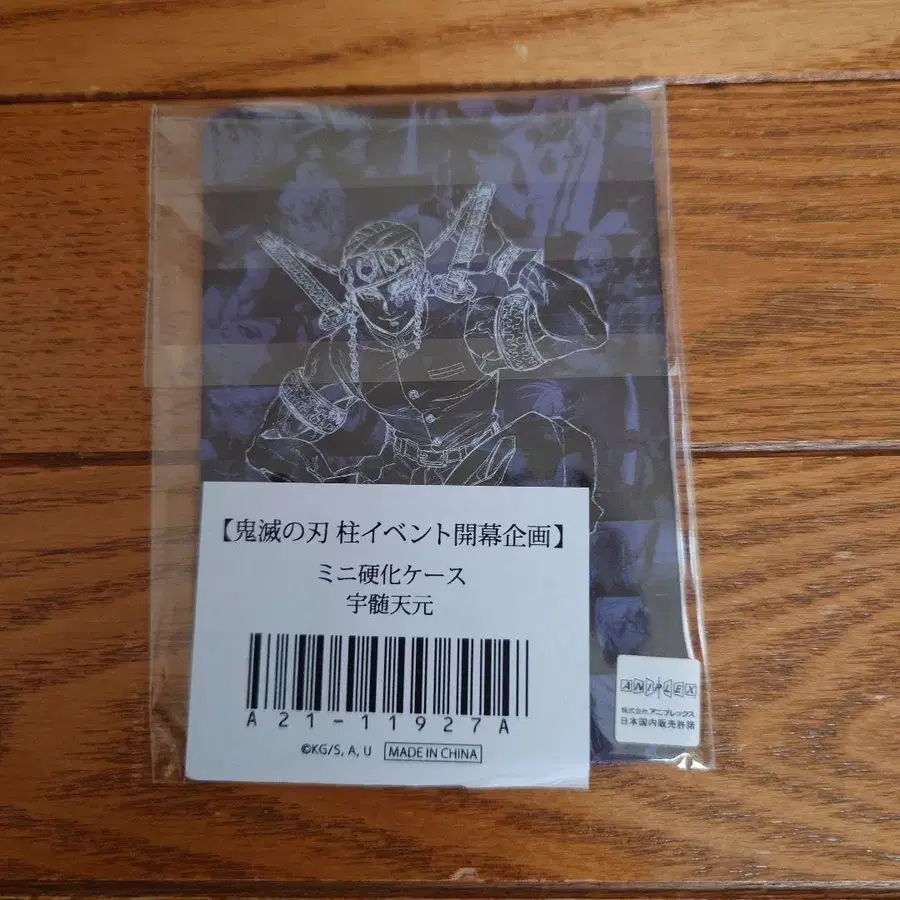 【鬼滅の刃 柱イベント開幕企画】
ミニ硬化ケース
宇髄天元
A21-11927A
©KG/S, A, U MADE IN CHINA
ANIPLEX
株式会社アニプレックス
日本国内販売許諾